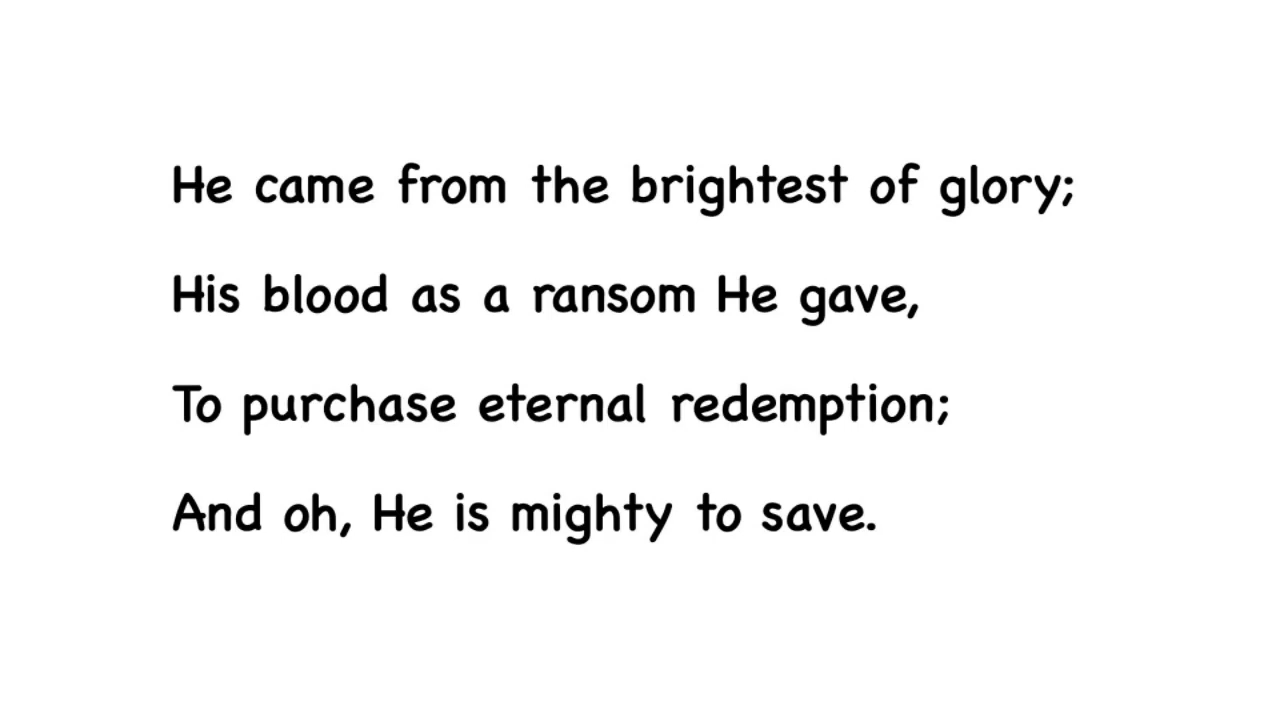 He came from the brightest of glory;
His blood as a ransom He gave,
To purchase eternal redemption;
And oh, He is mighty to save.